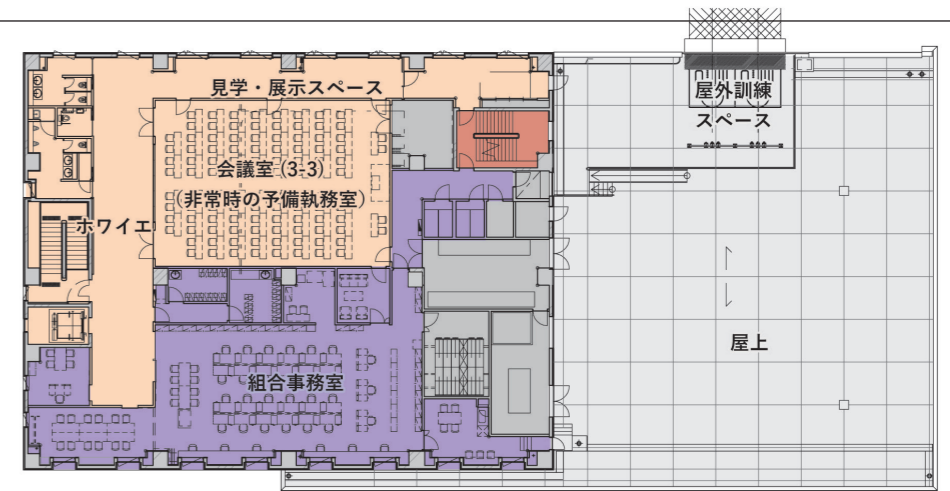 見学・展示スペース
屋外訓練
スペース
会議室(3-3)
(非常時の予備執務室)
ホワイエ
屋上
組合事務室